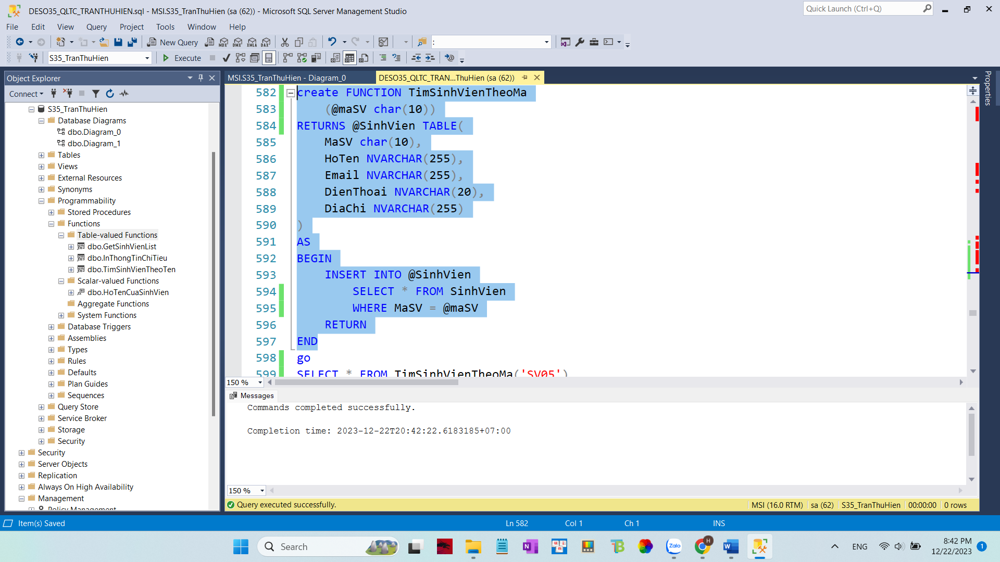 DESO35_QLTC_TRANTHUHIEN.sql - MSI.S35_TranThuHien (sa (62)) - Microsoft SQL Server Management Studio
Quick Launch (Ctrl+Q)
File Edit View Query Project Tools Window Help
New Query
MDX DMX XMLA DAX
:
S35_TranThuHien
Execute
Object Explorer
MSI.S35_TranThuHien - Diagram_0
DESO35_QLTC_TRAN...ThuHien (sa (62))
Properties
Connect
S35_TranThuHien
Database Diagrams
dbo.Diagram_0
dbo.Diagram_1
Tables
Views
External Resources
Synonyms
Programmability
Stored Procedures
Functions
Table-valued Functions
dbo.GetSinhVienList
dbo.InThongTinChiTieu
dbo.TimSinhVienTheoTen
Scalar-valued Functions
dbo.HoTenCuaSinhVien
Aggregate Functions
System Functions
Database Triggers
Assemblies
Types
Rules
Defaults
Plan Guides
Sequences
Query Store
Service Broker
Storage
Security
Security
Server Objects
Replication
Always On High Availability
Management
Policy Management
582 create FUNCTION TimSinhVienTheoMa
583 (@maSV char(10))
584 RETURNS @SinhVien TABLE(
585 MaSV char(10),
586 HoTen NVARCHAR(255),
587 Email NVARCHAR(255),
588 DienThoai NVARCHAR(20),
589 DiaChi NVARCHAR(255)
590 )
591 AS
592 BEGIN
593 INSERT INTO @SinhVien
594 SELECT * FROM SinhVien
595 WHERE MaSV = @maSV
596 RETURN
597 END
598 go
599 SELECT * FROM TimSinhVienTheoMa('SV05')
150 %
Messages
Commands completed successfully.
Completion time: 2023-12-22T20:42:22.6183185+07:00
150 %
Query executed successfully.
MSI (16.0 RTM) sa (62) S35_TranThuHien 00:00:00 0 rows
Item(s) Saved
Ln 582 Col 1 Ch 1 INS
Search
Zalo
H
ENG
8:42 PM
12/22/2023
1